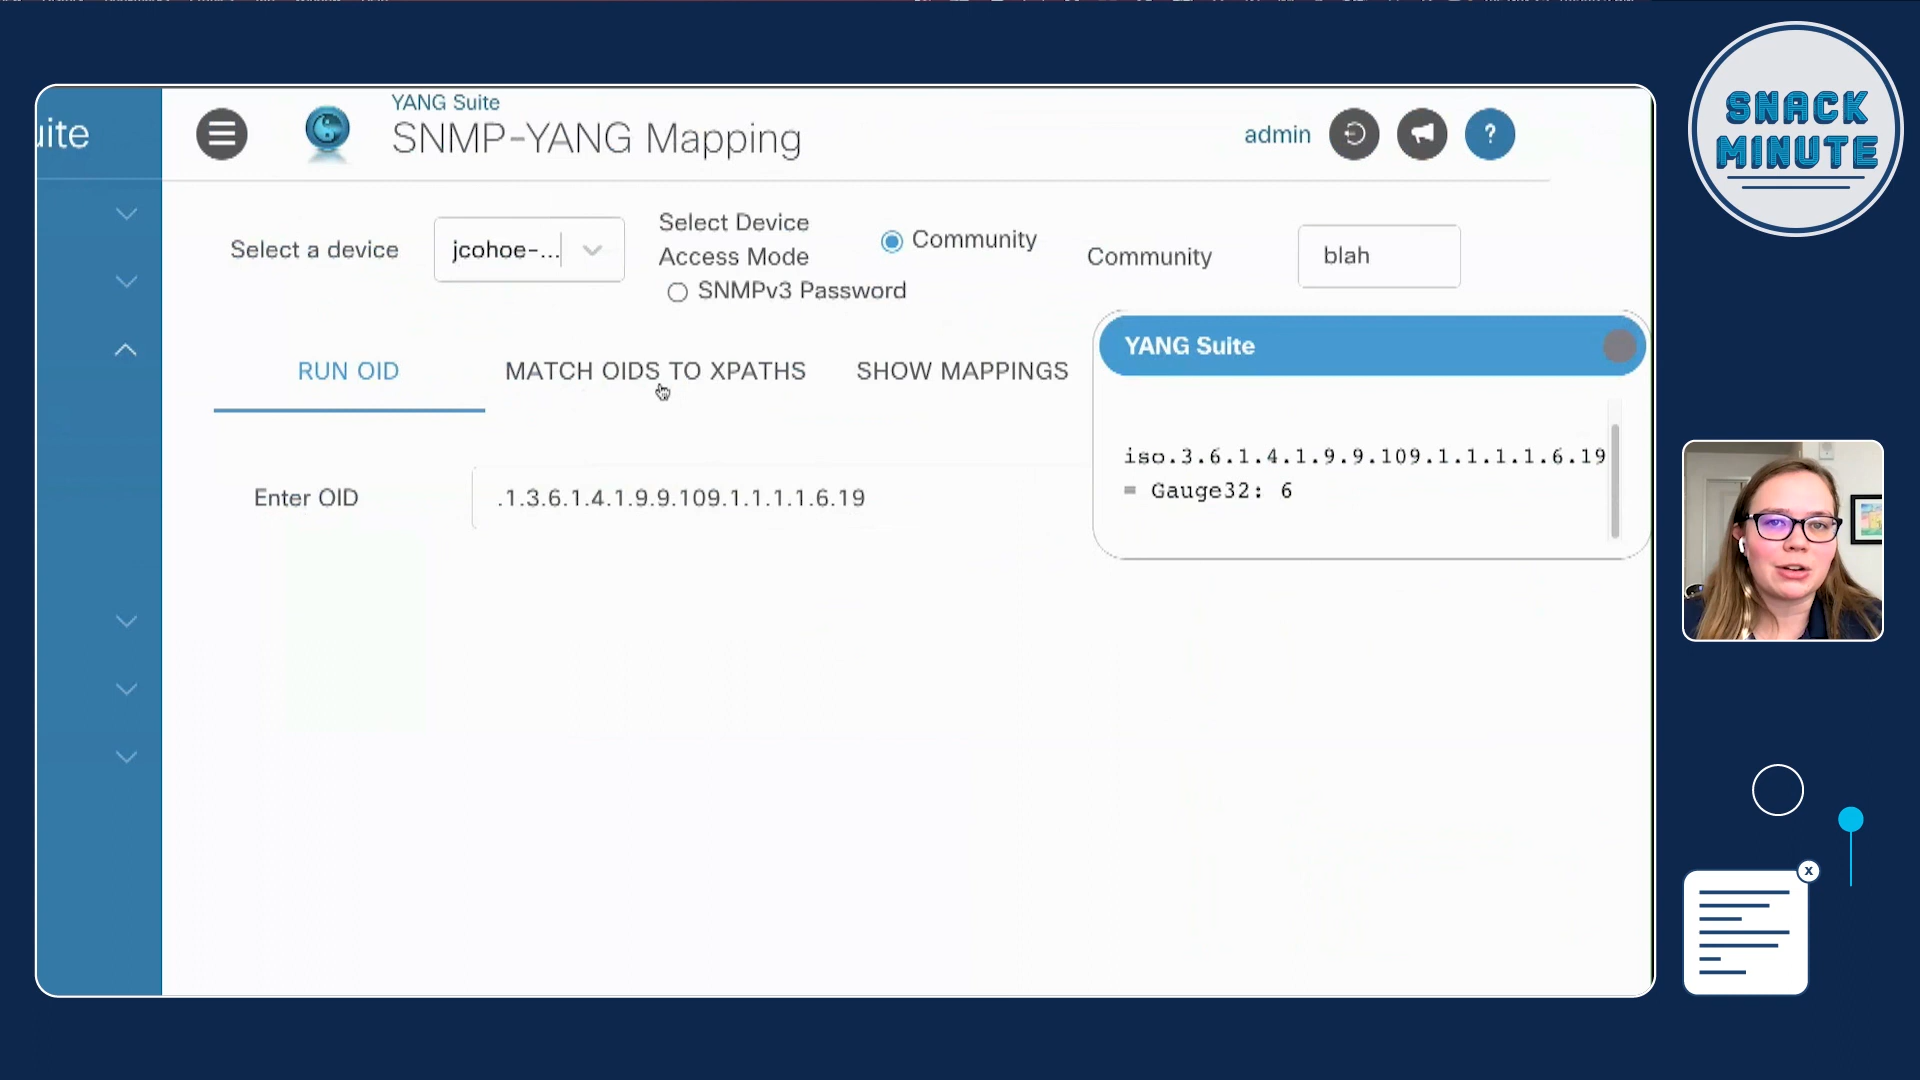 SNACK
MINUTE
uite
YANG Suite
SNMP-YANG Mapping
admin
?
Select a device
jcohoe-...
Select Device
Access Mode
Community
SNMPv3 Password
Community
blah
RUN OID
MATCH OIDS TO XPATHS
SHOW MAPPINGS
YANG Suite
iso.3.6.1.4.1.9.9.109.1.1.1.1.6.19
= Gauge32: 6
Enter OID
.1.3.6.1.4.1.9.9.109.1.1.1.1.6.19
x